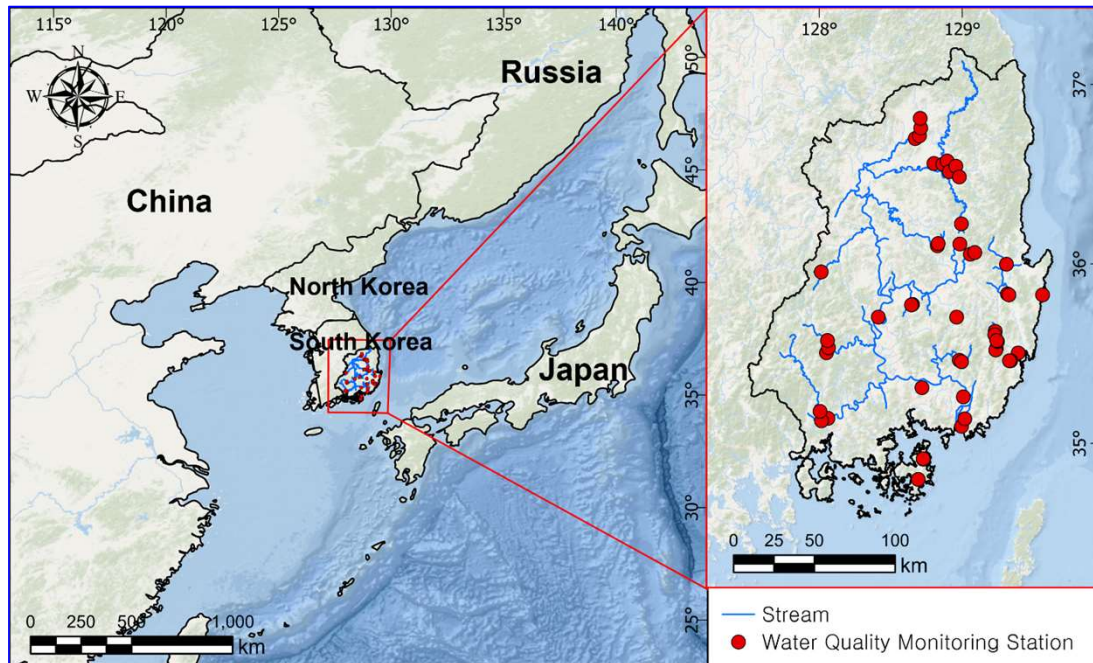 115° 120° 125° 130° 135° 140°
N
W E
S
Russia
China
North Korea
South Korea
Japan
50°
45°
40°
35°
30°
25°
0 250 500 1,000
km
128° 129°
37°
36°
35°
0 25 50 100
km
Stream
Water Quality Monitoring Station